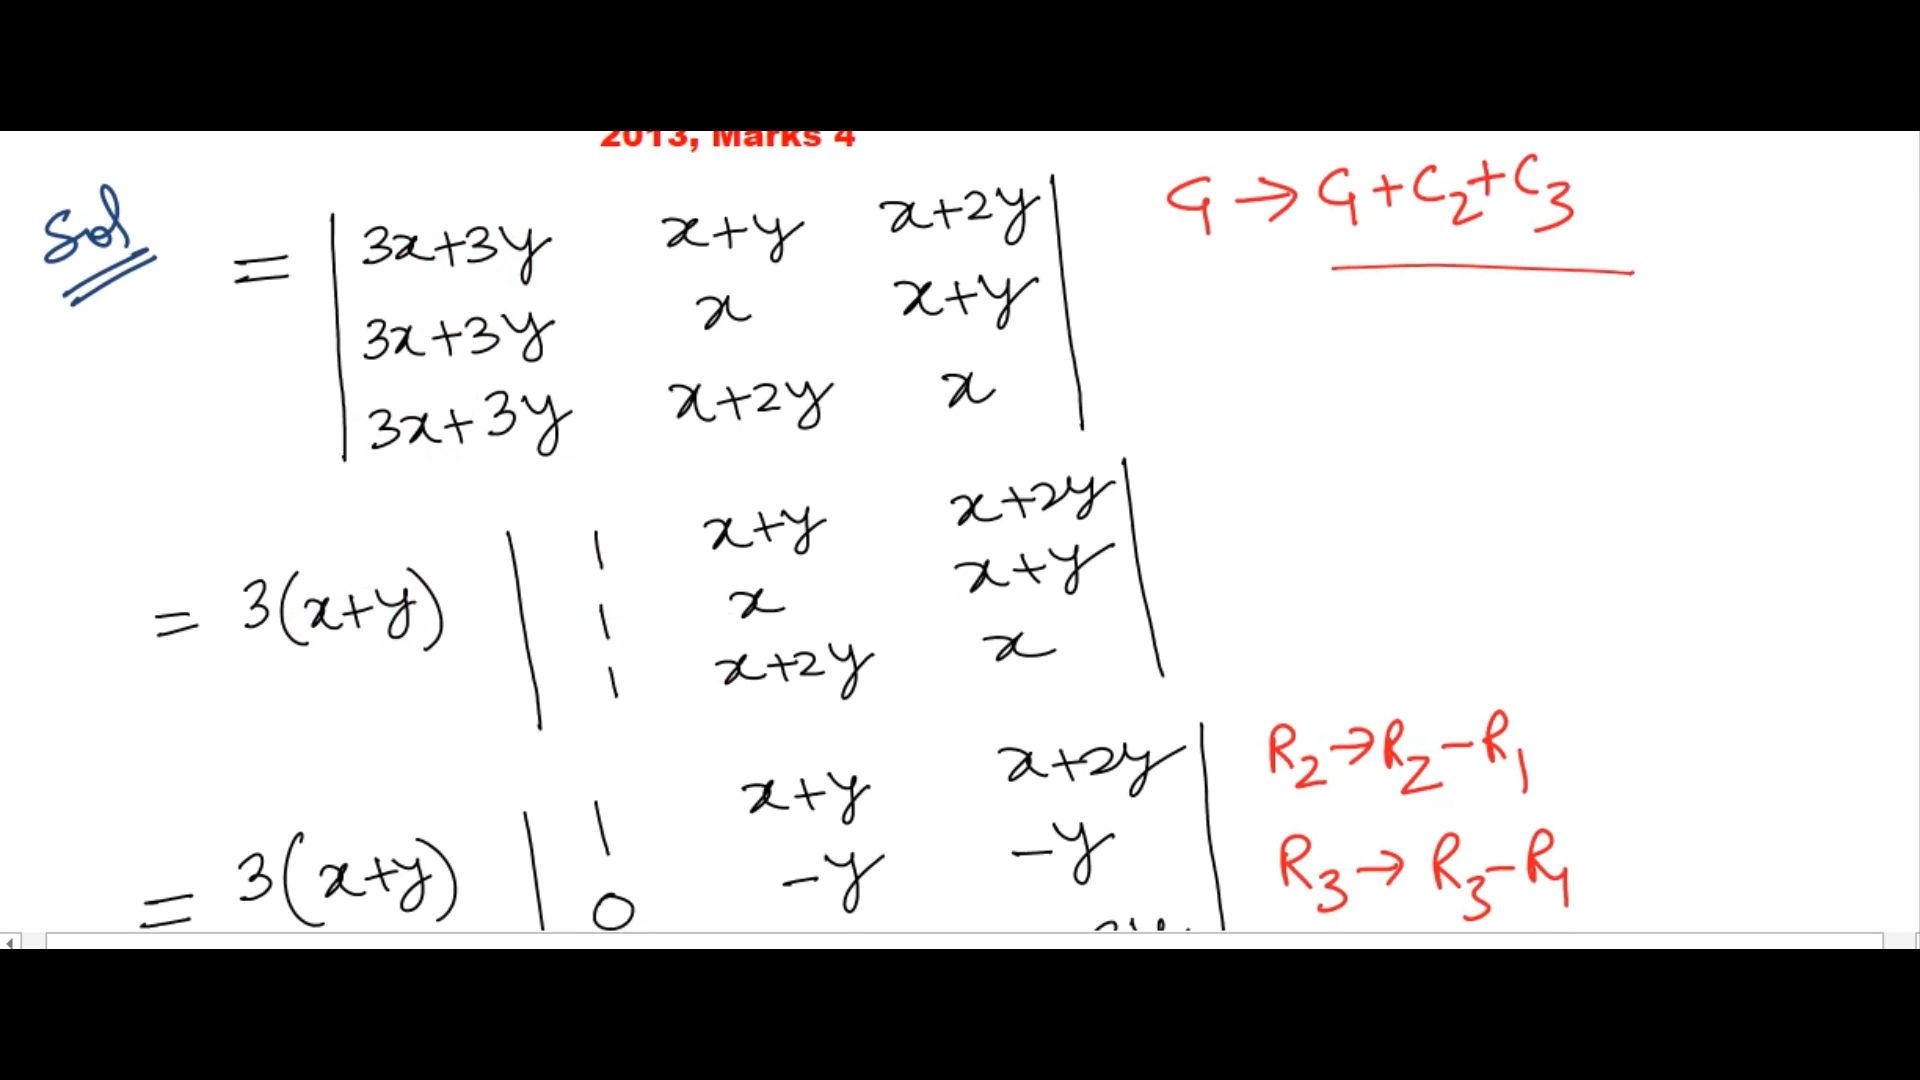 2013, Marks 4
Sol
= | 3x+3y x+y x+2y | C1 → C1+C2+C3
| 3x+3y x x+y |
| 3x+3y x+2y x |
= 3(x+y) | 1 x+y x+2y |
| 1 x x+y |
| 1 x+2y x |
= 3(x+y) | 1 x+y x+2y | R2→R2-R1
| 0 -y -y | R3→R3-R1